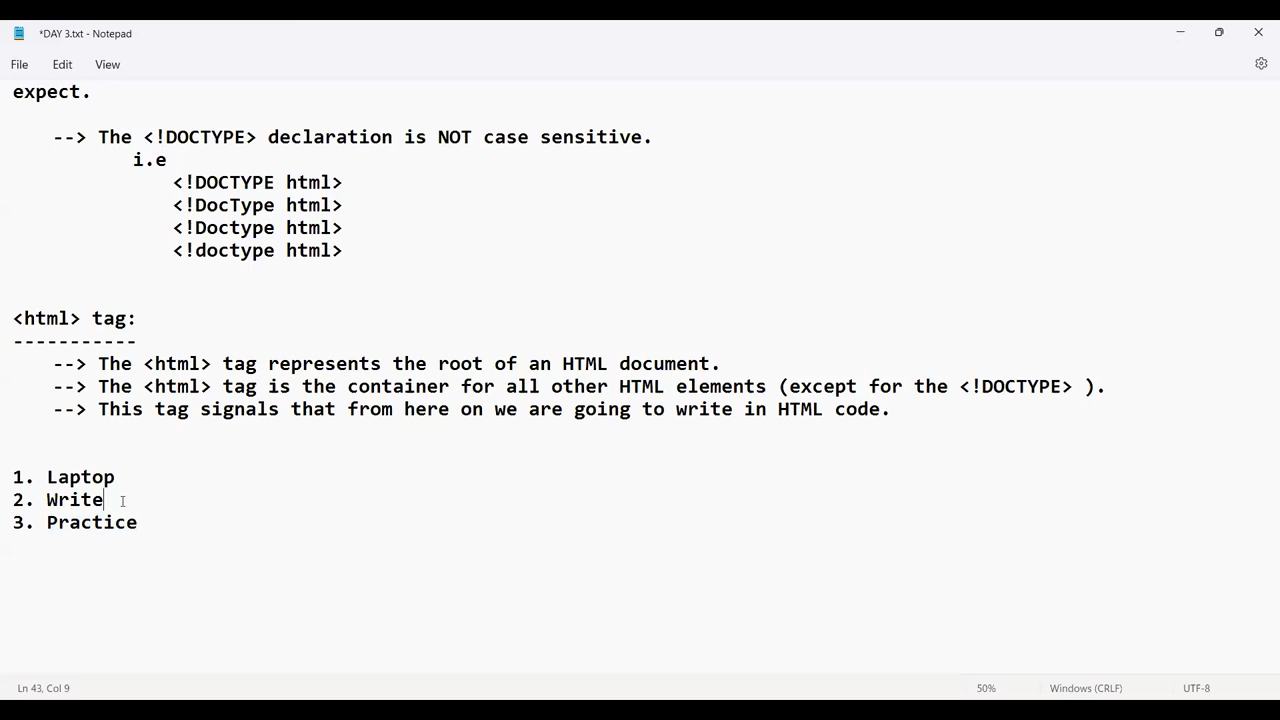 *DAY 3.txt - Notepad
File Edit View
expect.
--> The <!DOCTYPE> declaration is NOT case sensitive.
i.e
<!DOCTYPE html>
<!DocType html>
<!Doctype html>
<!doctype html>
<html> tag:
-----------
--> The <html> tag represents the root of an HTML document.
--> The <html> tag is the container for all other HTML elements (except for the <!DOCTYPE> ).
--> This tag signals that from here on we are going to write in HTML code.
1. Laptop
2. Write
3. Practice
Ln 43, Col 9 50% Windows (CRLF) UTF-8